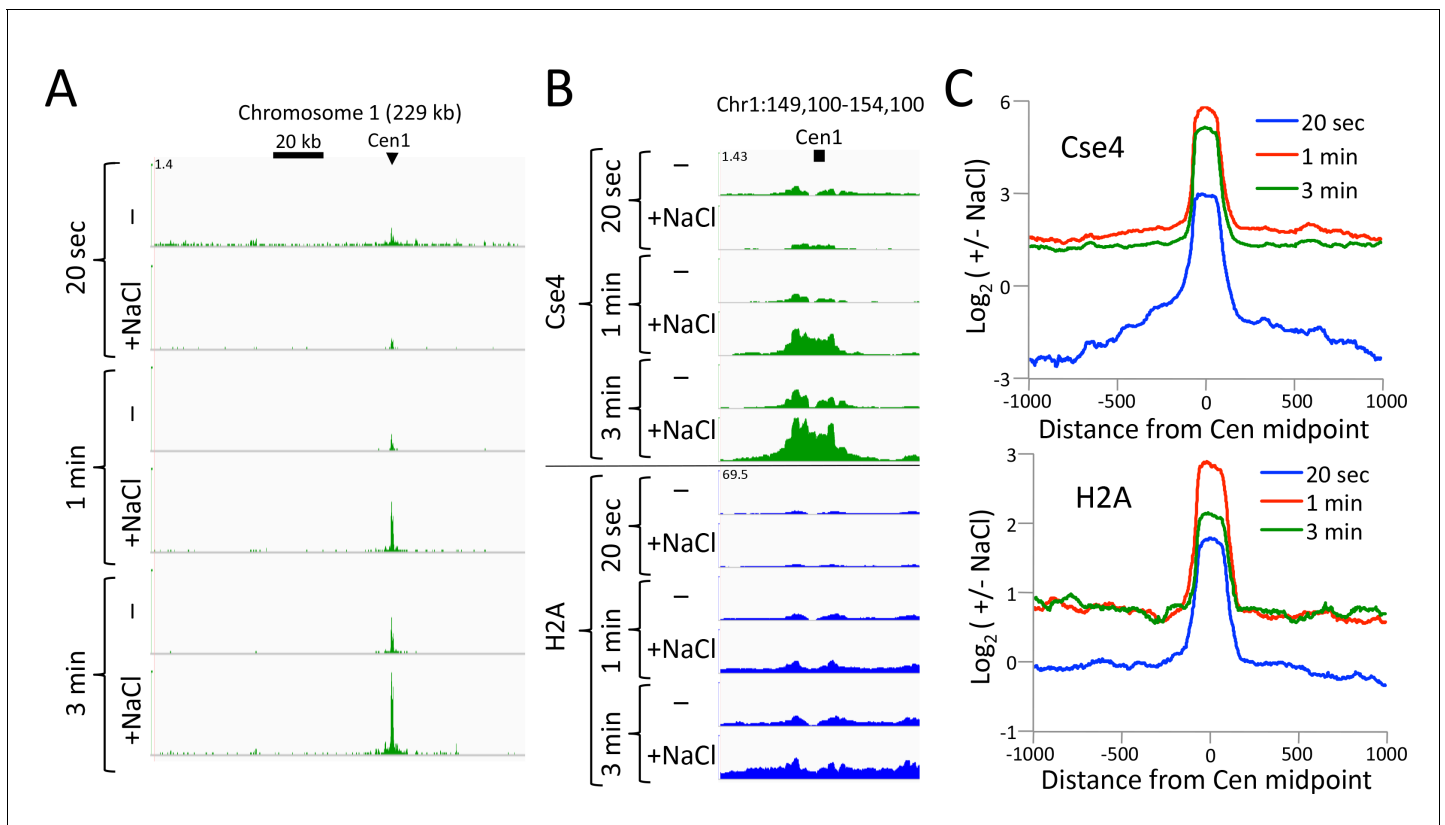 A
Chromosome 1 (229 kb)
20 kb
Cen1
1.4
20 sec
–
+NaCl
1 min
–
+NaCl
3 min
–
+NaCl
B
Chr1:149,100-154,100
Cen1
Cse4
1.43
20 sec
–
+NaCl
1 min
–
+NaCl
3 min
–
+NaCl
H2A
69.5
20 sec
–
+NaCl
1 min
–
+NaCl
3 min
–
+NaCl
C
Cse4
20 sec
1 min
3 min
Log2 ( +/- NaCl)
6
3
0
-3
-1000 -500 0 500 1000
Distance from Cen midpoint
H2A
20 sec
1 min
3 min
Log2 ( +/- NaCl)
3
2
1
0
-1
-1000 -500 0 500 1000
Distance from Cen midpoint